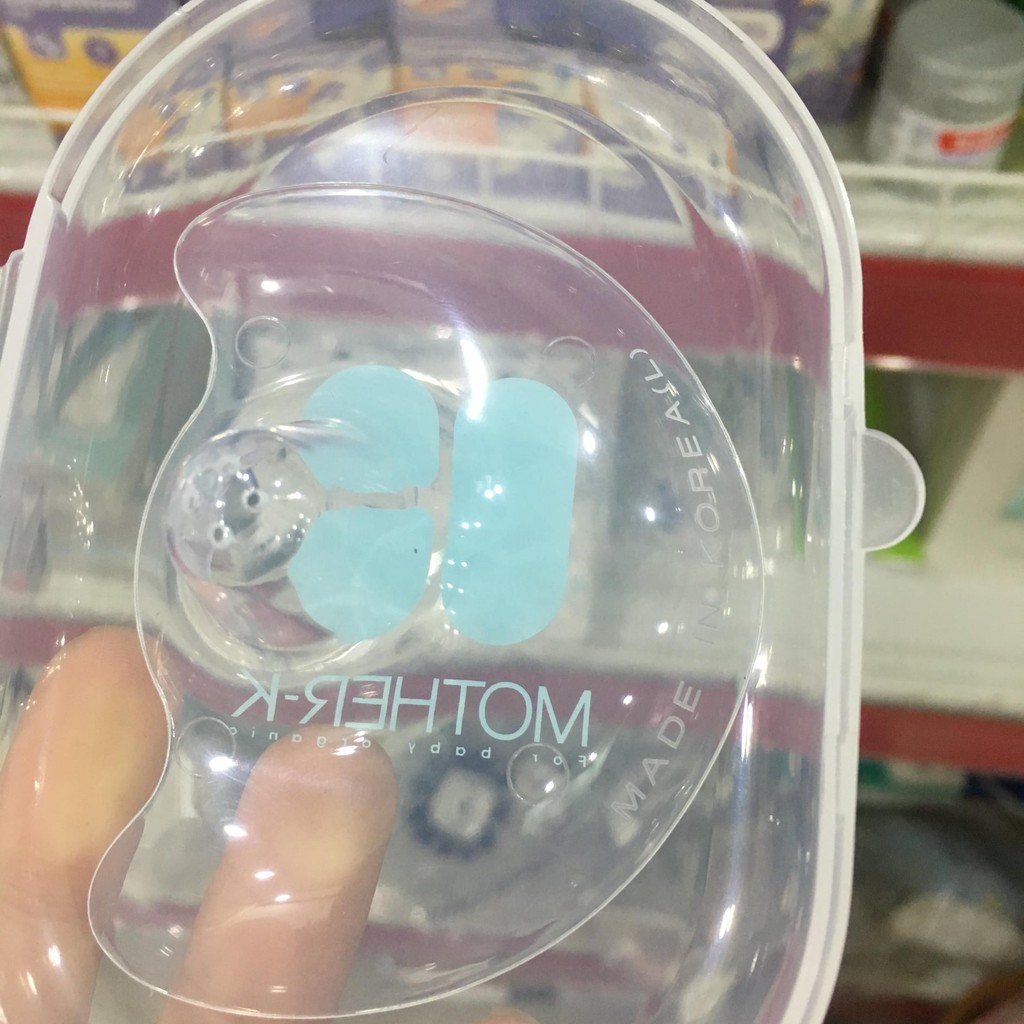 MOTHER-K
For baby organic
MADE IN KOREA(L)